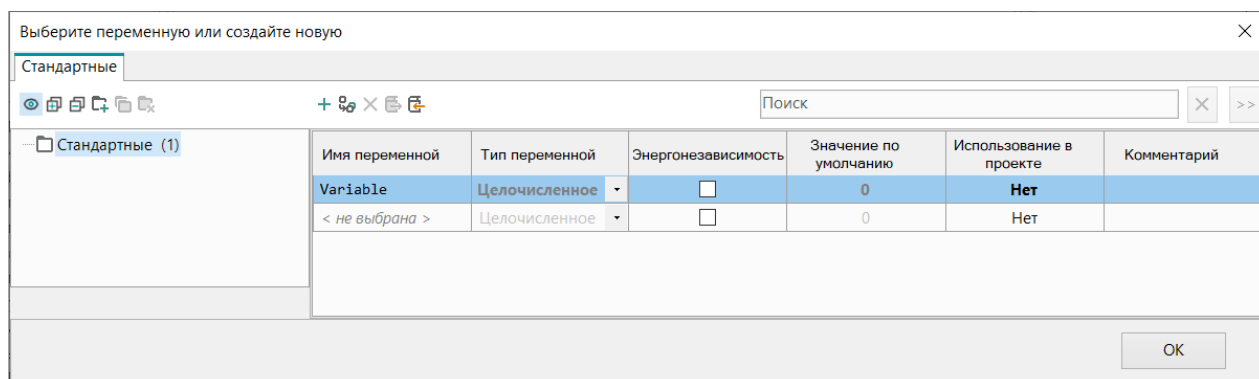 Выберите переменную или создайте новую
Стандартные
Поиск
>>
Стандартные (1)
Имя переменной
Тип переменной
Энергонезависимость
Значение по умолчанию
Использование в проекте
Комментарий
Variable
Целочисленное
0
Нет
< не выбрана >
Целочисленное
0
Нет
OK